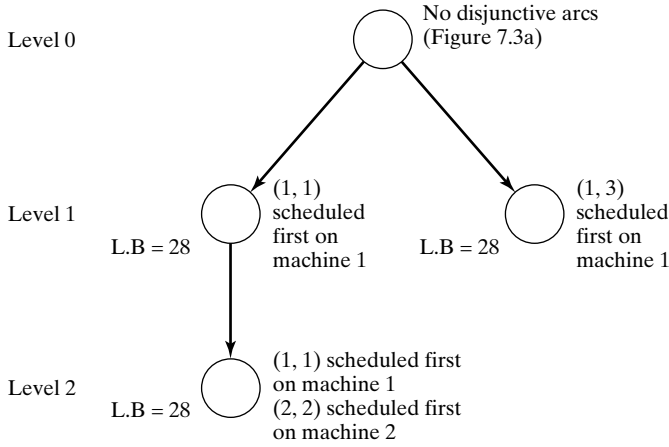 Level 0
No disjunctive arcs
(Figure 7.3a)
Level 1
(1, 1)
scheduled
first on
machine 1
L.B = 28
(1, 3)
scheduled
first on
machine 1
L.B = 28
Level 2
(1, 1) scheduled first
on machine 1
(2, 2) scheduled first
on machine 2
L.B = 28